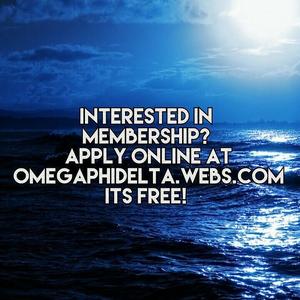 INTERESTED IN
MEMBERSHIP?
APPLY ONLINE AT
OMEGAPHIDELTA.WEBS.COM
ITS FREE!